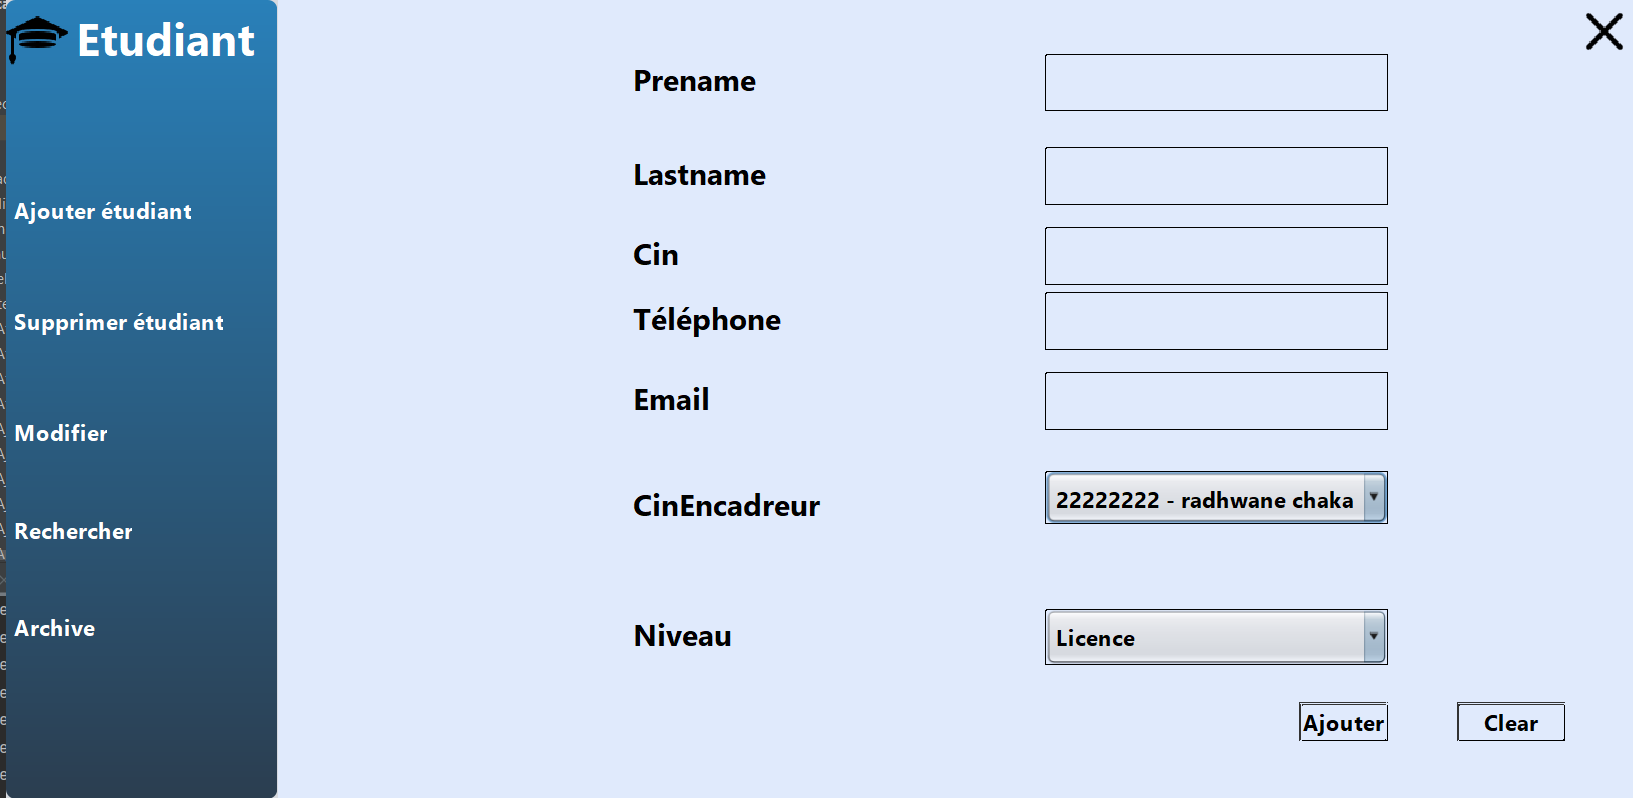 Etudiant
Ajouter étudiant
Supprimer étudiant
Modifier
Rechercher
Archive
Prename
Lastname
Cin
Téléphone
Email
CinEncadreur
22222222 - radhwane chaka
Niveau
Licence
Ajouter
Clear